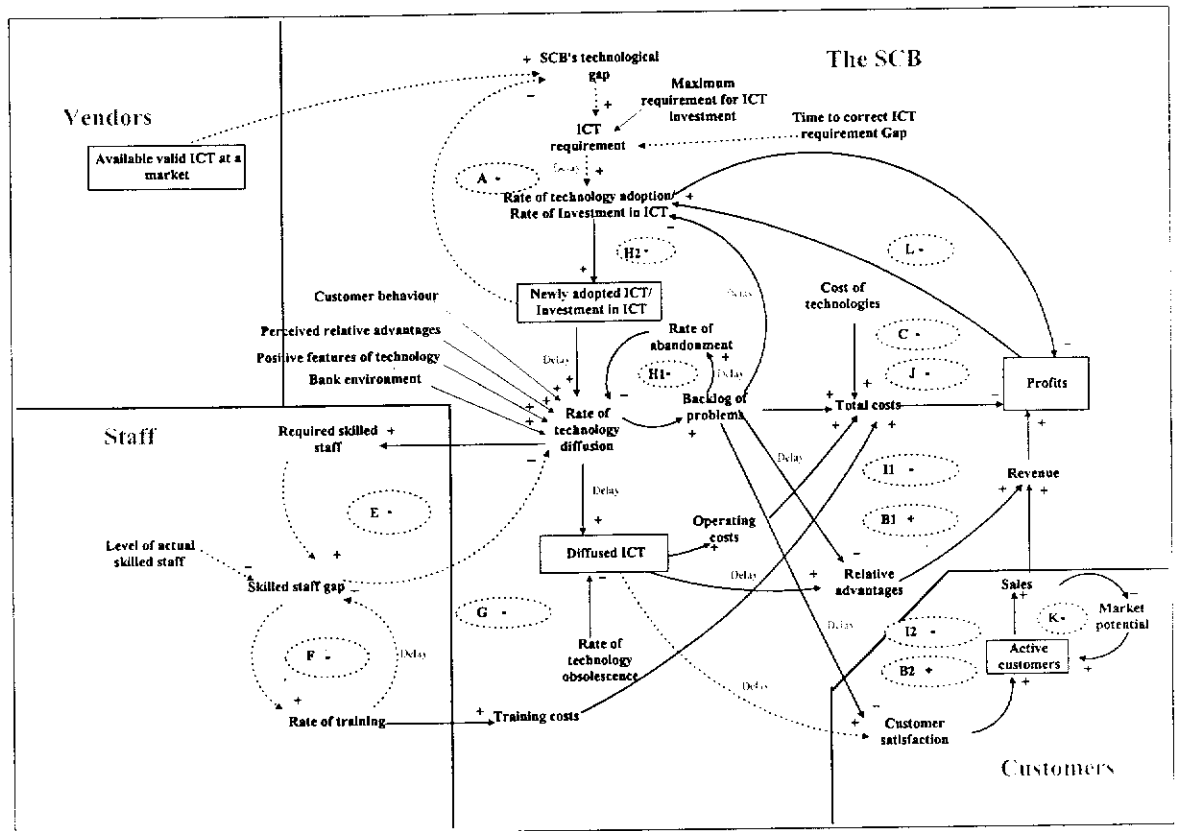 Vendors
The SCB
Staff
Customers
+ SCB's technological
gap
−
+
Maximum
requirement for ICT
Investment
Time to correct ICT
requirement Gap
ICT
requirement
Available valid ICT at a
market
Delay +
A -
Rate of technology adoption/
Rate of Investment in ICT
+
−
H2-
L -
+
Newly adopted ICT/
Investment in ICT
Delay
Cost of
technologies
Customer behaviour
Perceived relative advantages
Positive features of technology
Bank environment
Rate of
abandonment
+
Delay
H1-
−
C -
J -
−
Profits
+
Delay
+
+
+
+
+
Rate of
technology
diffusion
−
Backlog of
problems
+
+
+
Total costs
+
+
−
Required skilled
staff
+
Delay
Delay
I1 -
Revenue
+
+
B1 +
E -
+
Level of actual
skilled staff
−
Skilled staff gap
−
Diffused ICT
−
Operating
costs
+
Delay
−
+
Relative
advantages
G -
Sales
+
−
K-
Market
potential
Delay
I2 -
Active
customers
+
+
F -
Delay
Rate of
technology
obsolescence
B2 +
Delay
+
Rate of training
+
Training costs
−
+
Customer
satisfaction